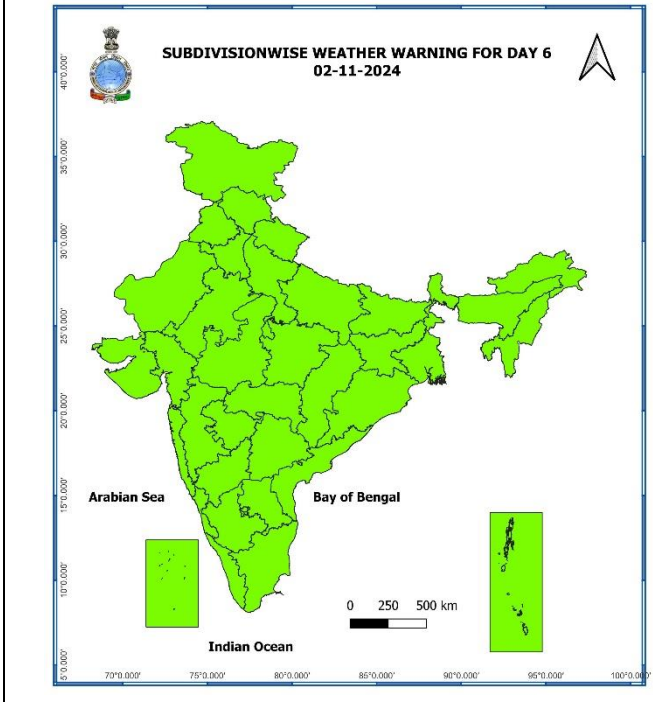 SUBDIVISIONWISE WEATHER WARNING FOR DAY 6
02-11-2024
40°0.000'
35°0.000'
30°0.000'
25°0.000'
20°0.000'
15°0.000'
10°0.000'
5°0.000'
Arabian Sea
Bay of Bengal
0 250 500 km
Indian Ocean
70°0.000' 75°0.000' 80°0.000' 85°0.000' 90°0.000' 95°0.000' 100°0.000'